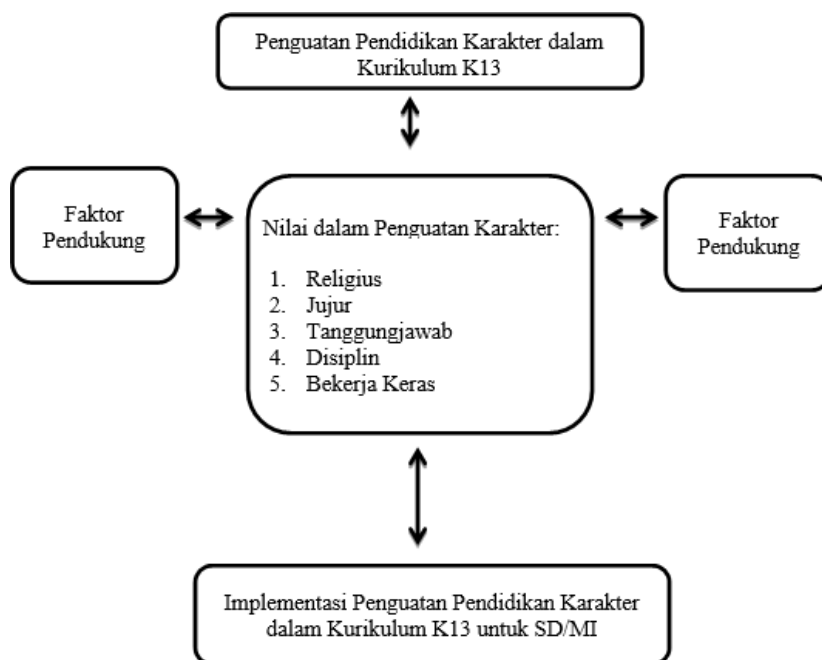 Penguatan Pendidikan Karakter dalam
Kurikulum K13
Faktor
Pendukung
Nilai dalam Penguatan Karakter:
1. Religius
2. Jujur
3. Tanggungjawab
4. Disiplin
5. Bekerja Keras
Faktor
Pendukung
Implementasi Penguatan Pendidikan Karakter
dalam Kurikulum K13 untuk SD/MI